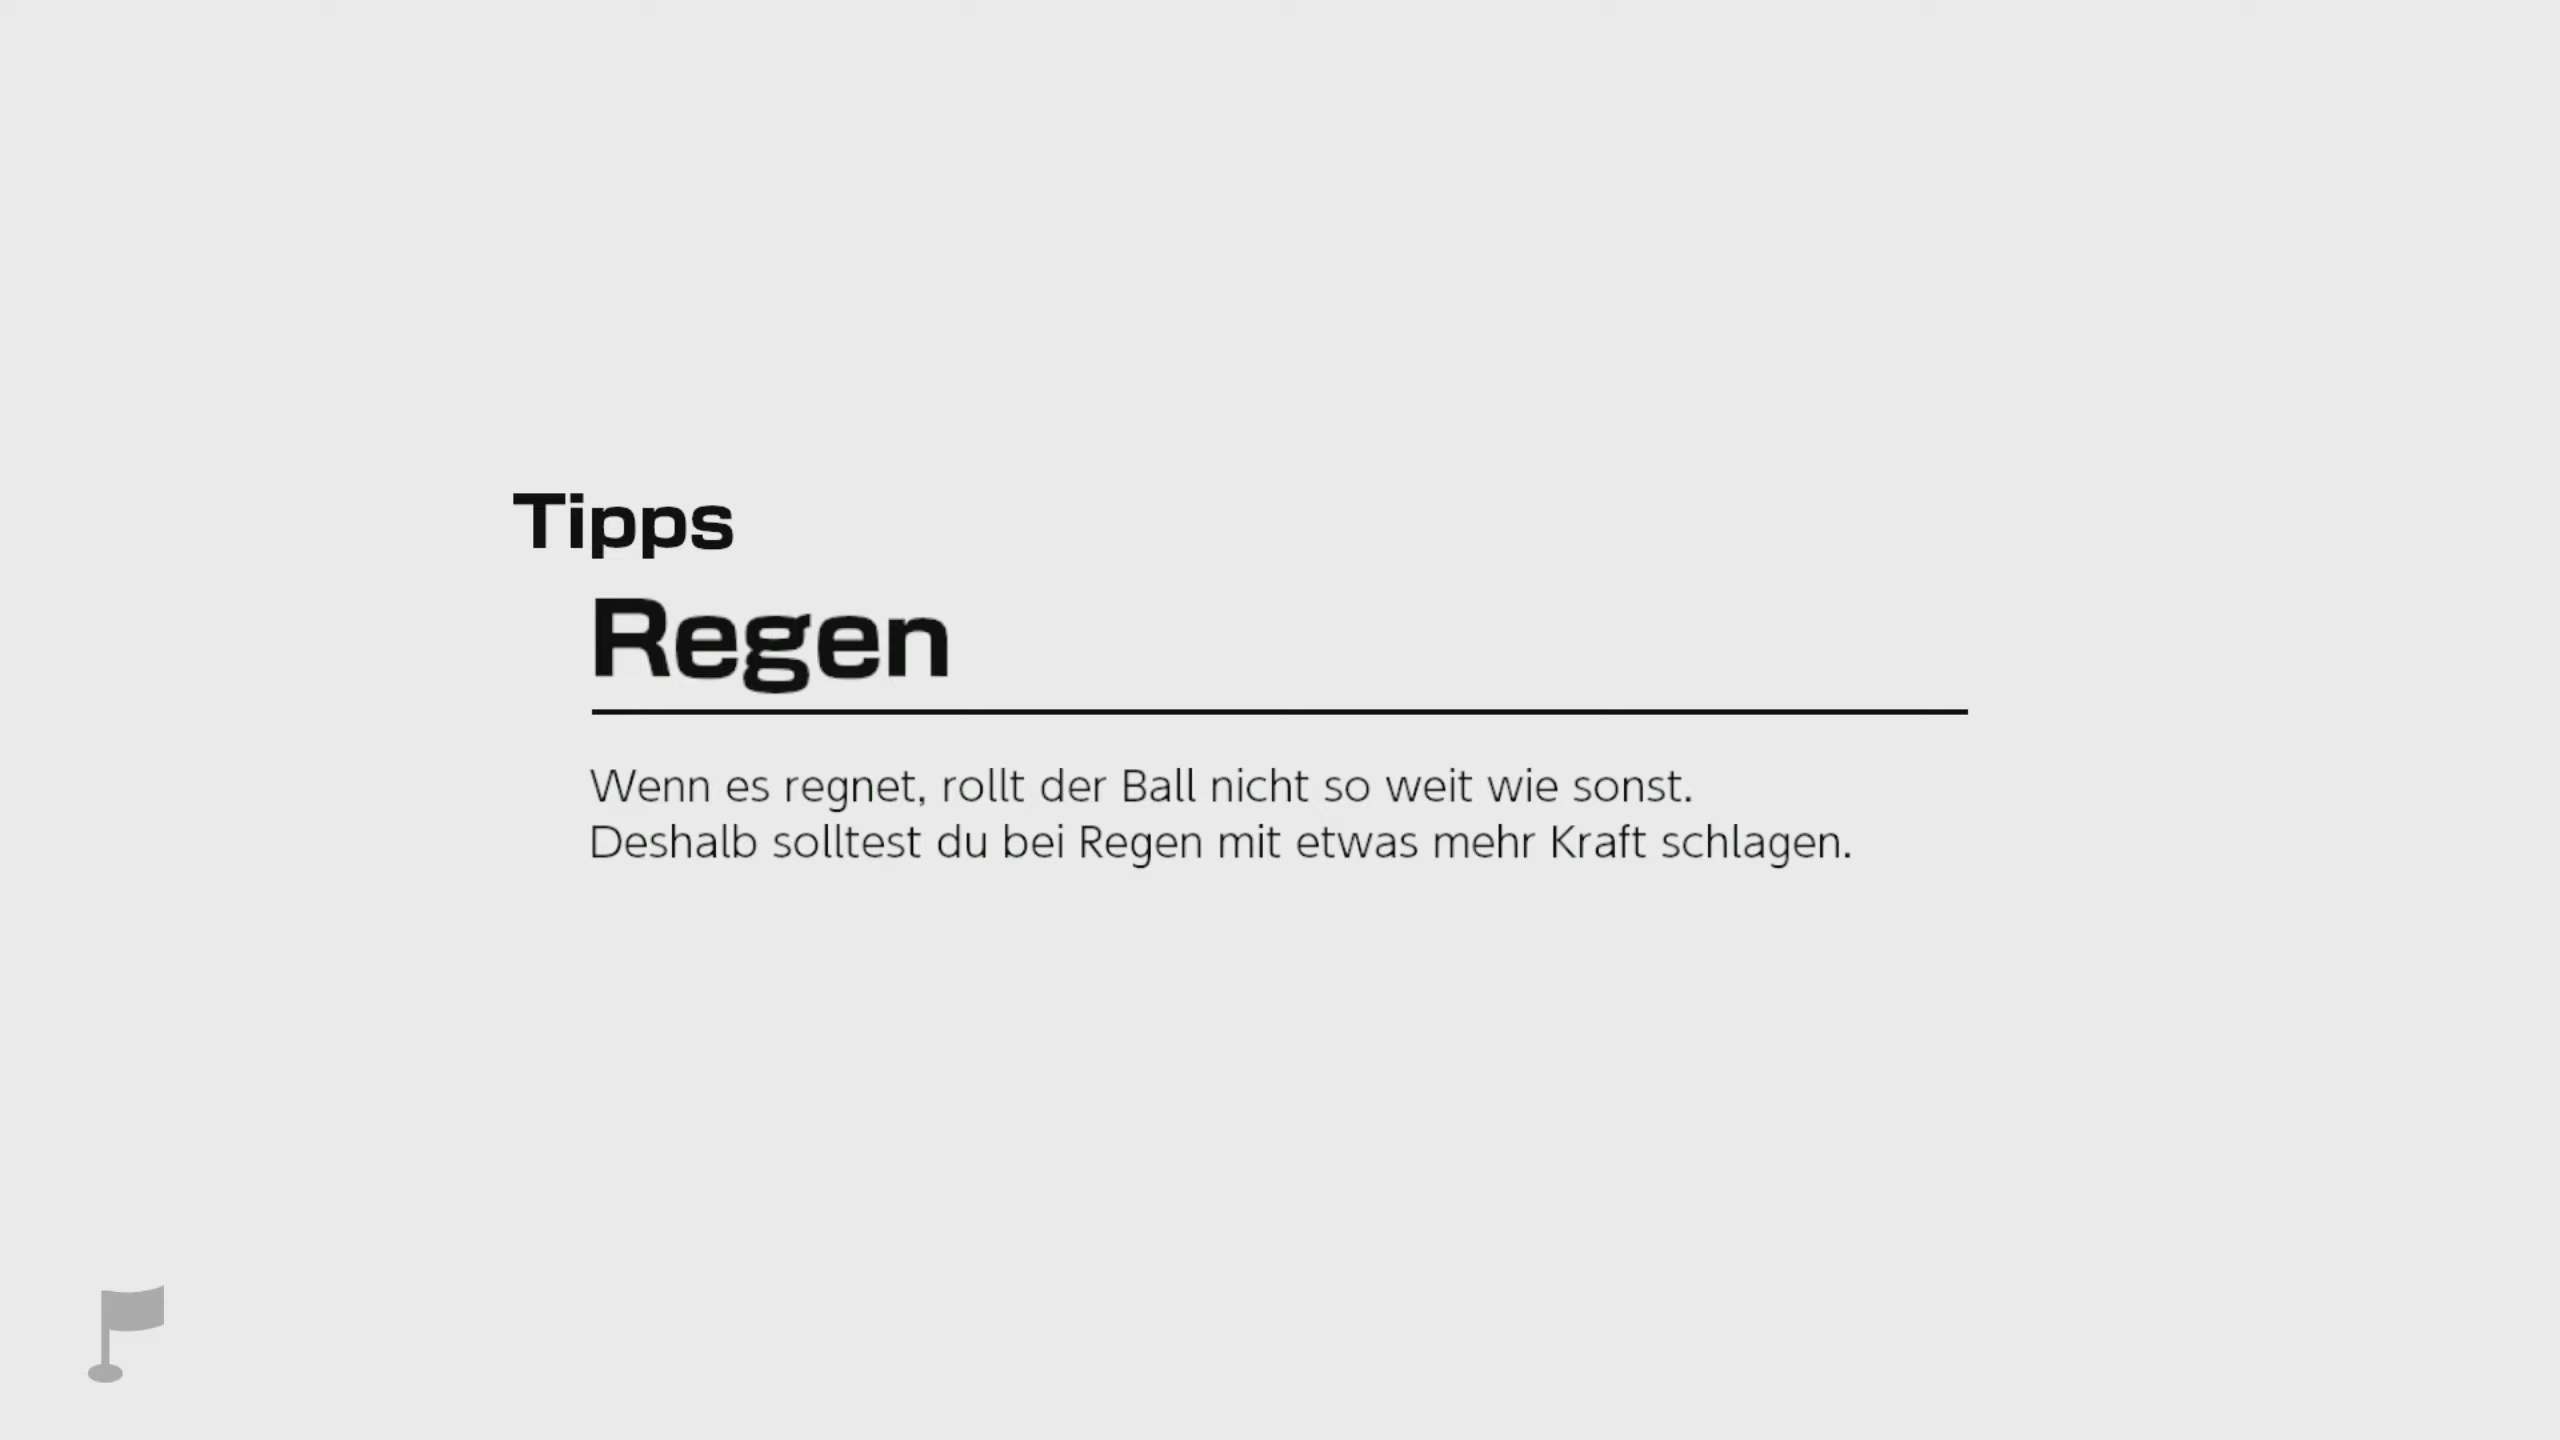 Tipps
Regen
Wenn es regnet, rollt der Ball nicht so weit wie sonst.
Deshalb solltest du bei Regen mit etwas mehr Kraft schlagen.